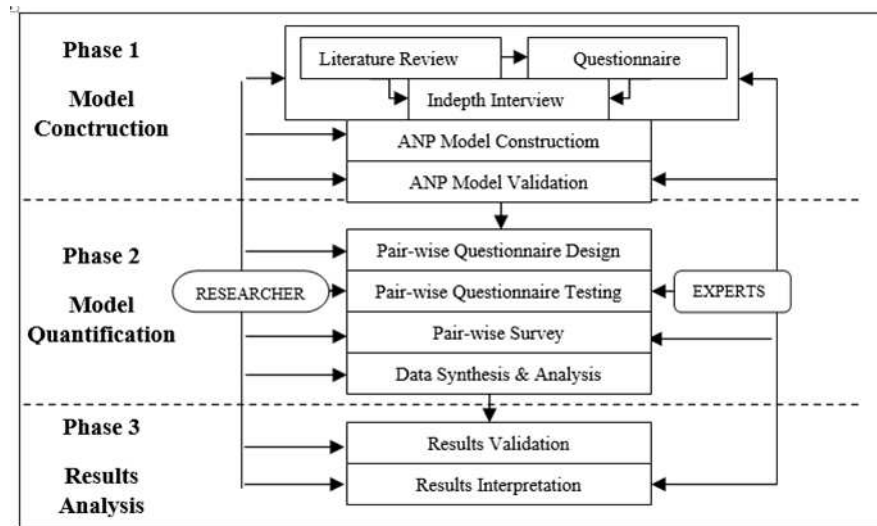 Phase 1
Model
Conctruction
Literature Review
Questionnaire
Indepth Interview
ANP Model Constructiom
ANP Model Validation
Phase 2
Model
Quantification
RESEARCHER
Pair-wise Questionnaire Design
Pair-wise Questionnaire Testing
Pair-wise Survey
Data Synthesis & Analysis
EXPERTS
Phase 3
Results
Analysis
Results Validation
Results Interpretation